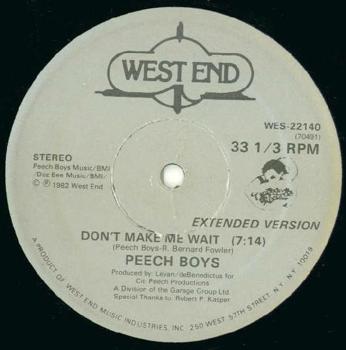 WEST END
WES-22140
(70491)
33 1/3 RPM
STEREO
Peech Boys Music/BMI
Doz Eee Music/BMI/
© ℗ 1982 West End
EXTENDED VERSION
DON'T MAKE ME WAIT (7:14)
(Peech Boys-R. Bernard Fowler)
PEECH BOYS
Produced by: Levan/deBenedictus for
Cit. Peech Productions
A Division of the Garage Group Ltd.
Special Thanks to: Robert P. Kasper
A PRODUCT OF WEST END MUSIC INDUSTRIES, INC. 250 WEST 57TH STREET, N.Y. N.Y. 10019